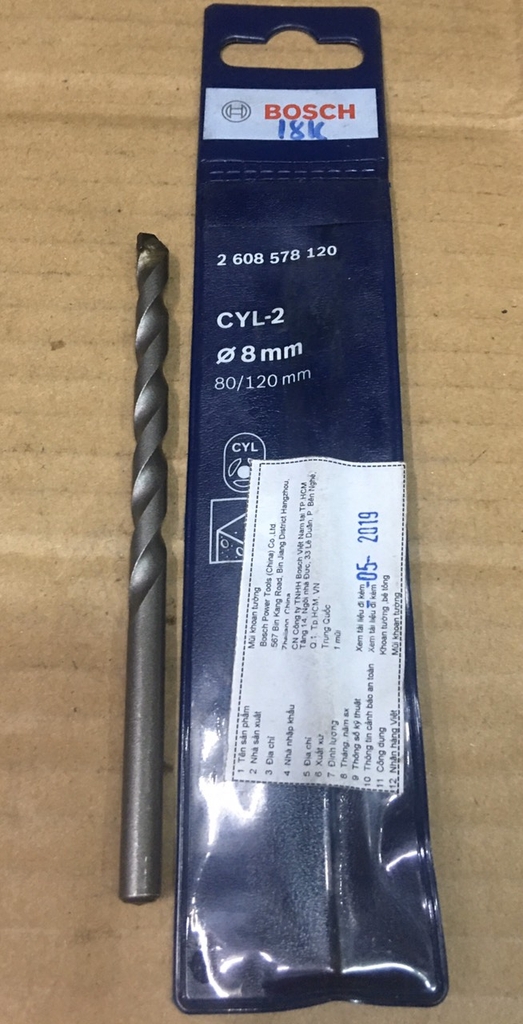 BOSCH
18K
2 608 578 120
CYL-2
Ø 8 mm
80/120 mm
CYL
1 Tên sản phẩm Mũi khoan tường
2 Nhà sản xuất Bosch Power Tools (China) Co.,Ltd
3 Địa chỉ 567 Bin Kang Road, Bin Jiang District Hangzhou,
Zhejiang, China
4 Nhà nhập khẩu CN Công ty TNHH Bosch Việt Nam tại TP.HCM
5 Địa chỉ Tầng 14, Ngôi nhà Đức, 33 Lê Duẩn, P. Bến Nghé,
Q.1, Tp.HCM, VN
6 Xuất xứ Trung Quốc
7 Định lượng 1 mũi
8 Tháng, năm sx -05- 2019
9 Thông số kỹ thuật Xem tài liệu đi kèm
10 Thông tin cảnh báo an toàn Xem tài liệu đi kèm
11 Công dụng Khoan tường, bê tông
12 Nhãn hàng Việt Mũi khoan tường